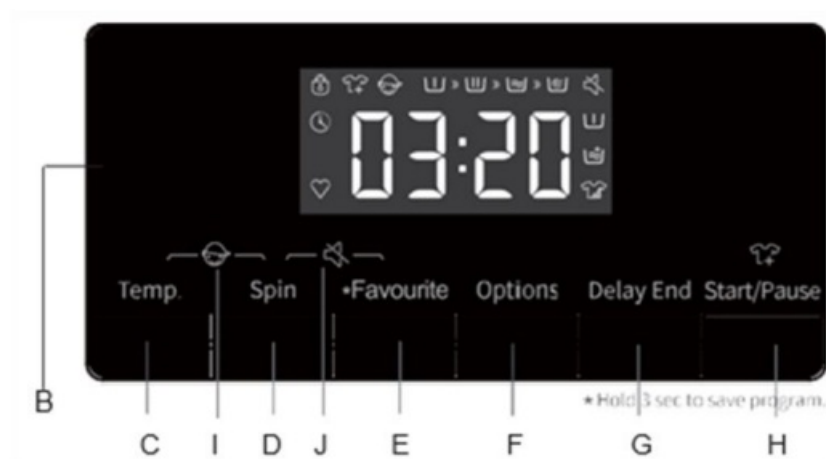 03:20
Temp. Spin *Favourite Options Delay End Start/Pause
B
*Hold 3 sec to save program.
C I D J E F G H